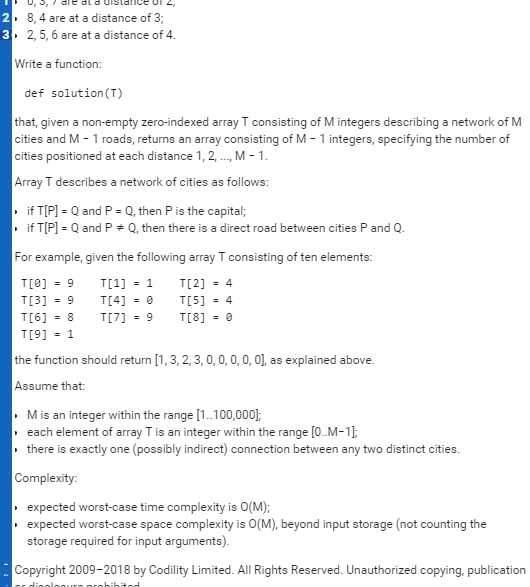 1 0, 3, 7 are at a distance of 2;
2 8, 4 are at a distance of 3;
3 2, 5, 6 are at a distance of 4.
Write a function:
def solution(T)
that, given a non-empty zero-indexed array T consisting of M integers describing a network of M
cities and M − 1 roads, returns an array consisting of M − 1 integers, specifying the number of
cities positioned at each distance 1, 2, ..., M − 1.
Array T describes a network of cities as follows:
if T[P] = Q and P = Q, then P is the capital;
if T[P] = Q and P ≠ Q, then there is a direct road between cities P and Q.
For example, given the following array T consisting of ten elements:
T[0] = 9 T[1] = 1 T[2] = 4
T[3] = 9 T[4] = 0 T[5] = 4
T[6] = 8 T[7] = 9 T[8] = 0
T[9] = 1
the function should return [1, 3, 2, 3, 0, 0, 0, 0, 0], as explained above.
Assume that:
M is an integer within the range [1..100,000];
each element of array T is an integer within the range [0..M−1];
there is exactly one (possibly indirect) connection between any two distinct cities.
Complexity:
expected worst-case time complexity is O(M);
expected worst-case space complexity is O(M), beyond input storage (not counting the
storage required for input arguments).
Copyright 2009–2018 by Codility Limited. All Rights Reserved. Unauthorized copying, publication
or disclosure prohibited.